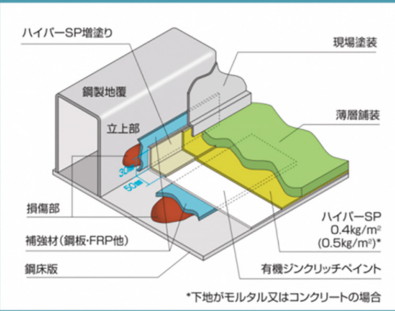 ハイパーSP増塗り
現場塗装
鋼製地覆
薄層舗装
立上部
30mm
50mm
損傷部
ハイパーSP
0.4kg/m²
(0.5kg/m²)*
補強材(鋼板・FRP他)
鋼床版
有機ジンクリッチペイント
*下地がモルタル又はコンクリートの場合